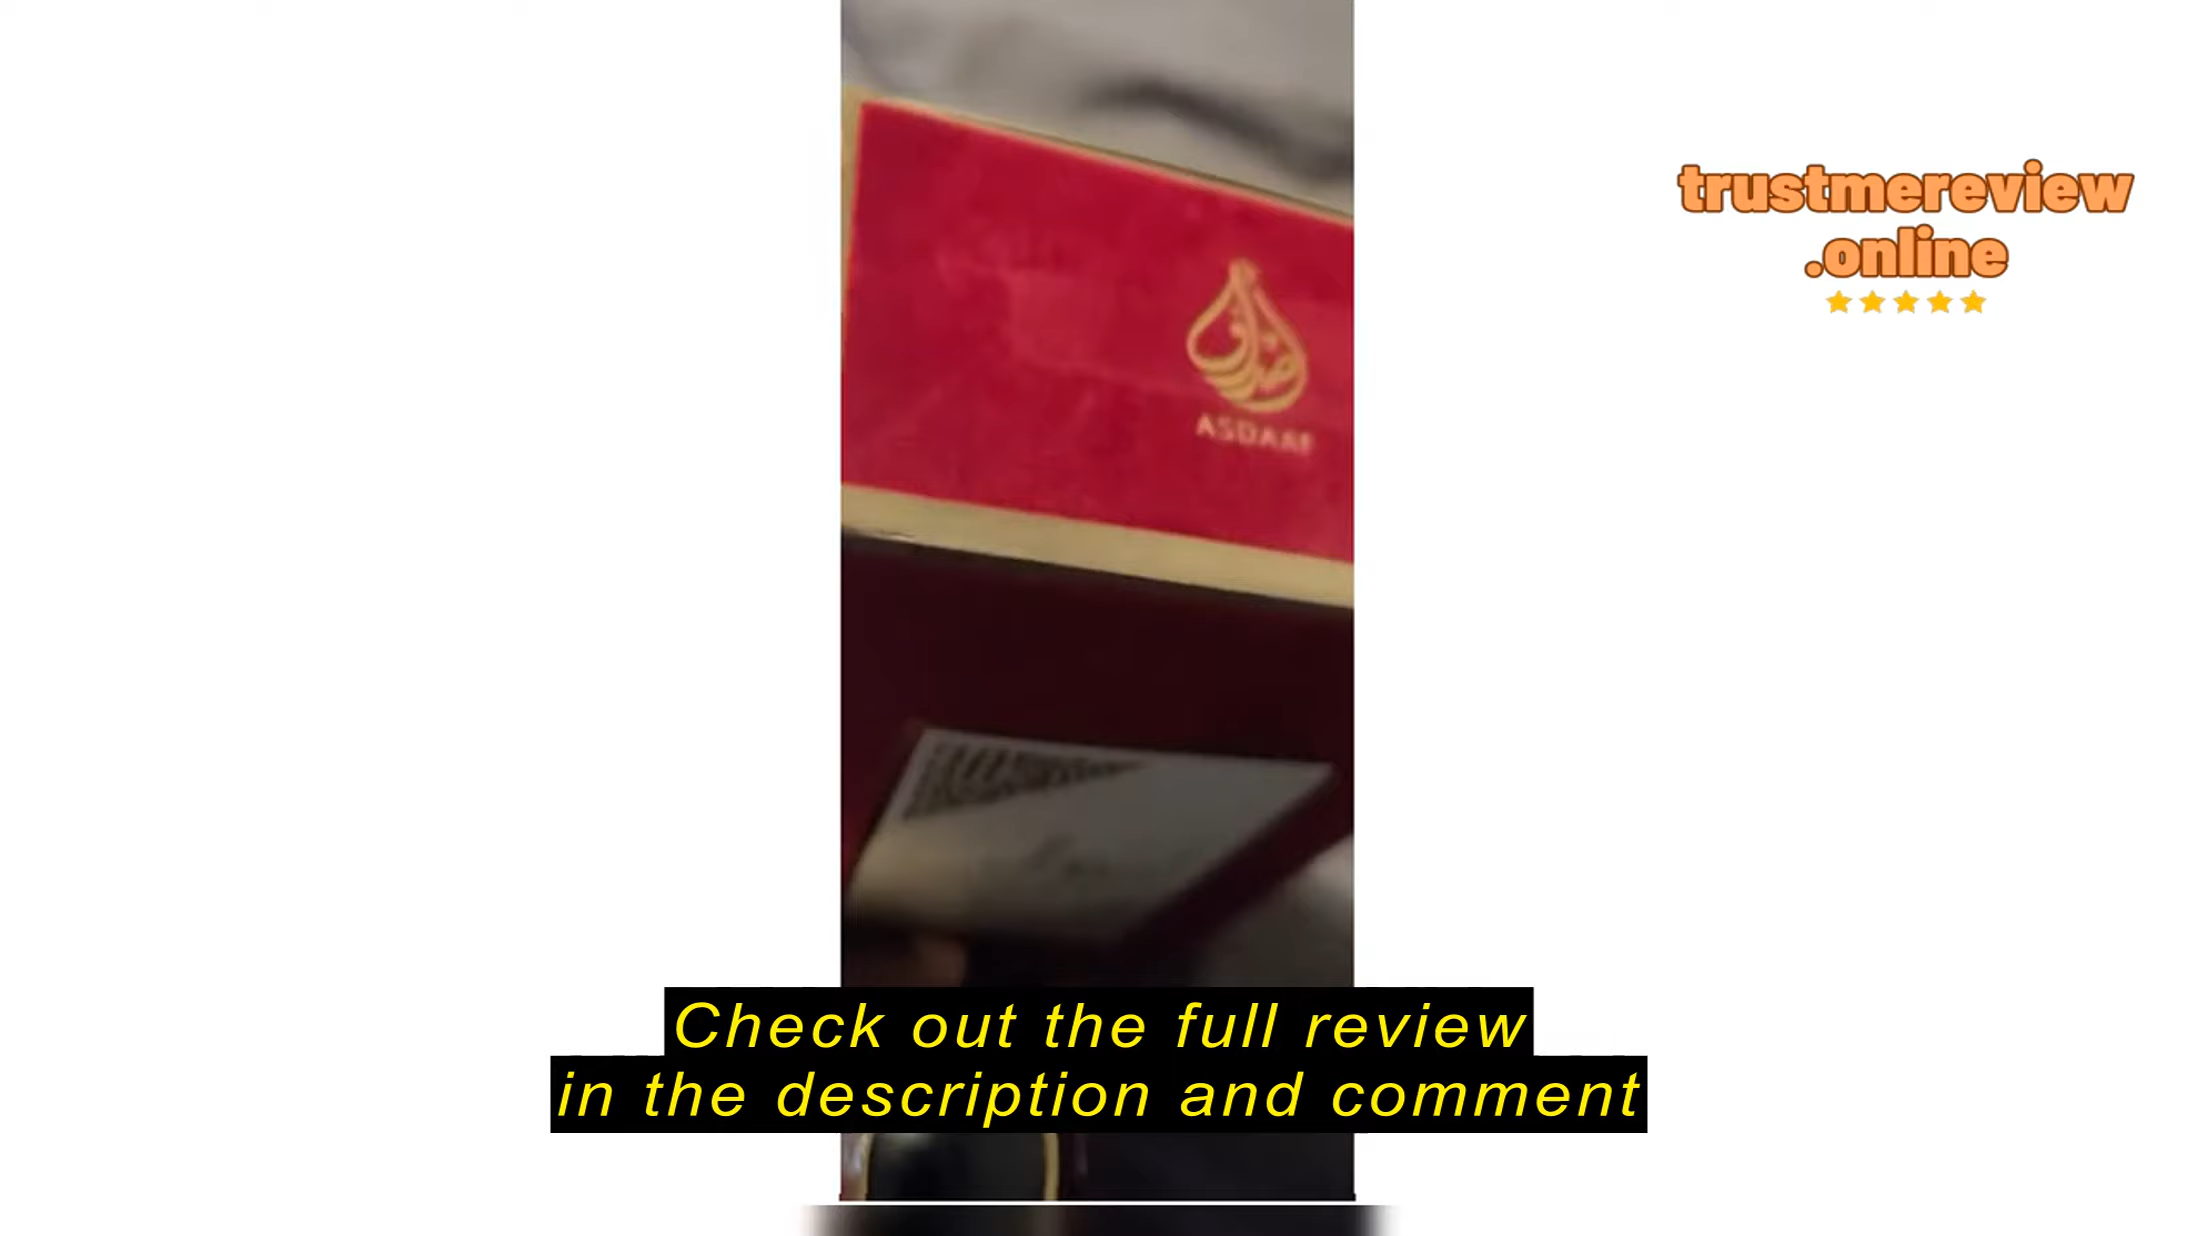 trustmereview
.online
ASDAAF
Check out the full review
in the description and comment